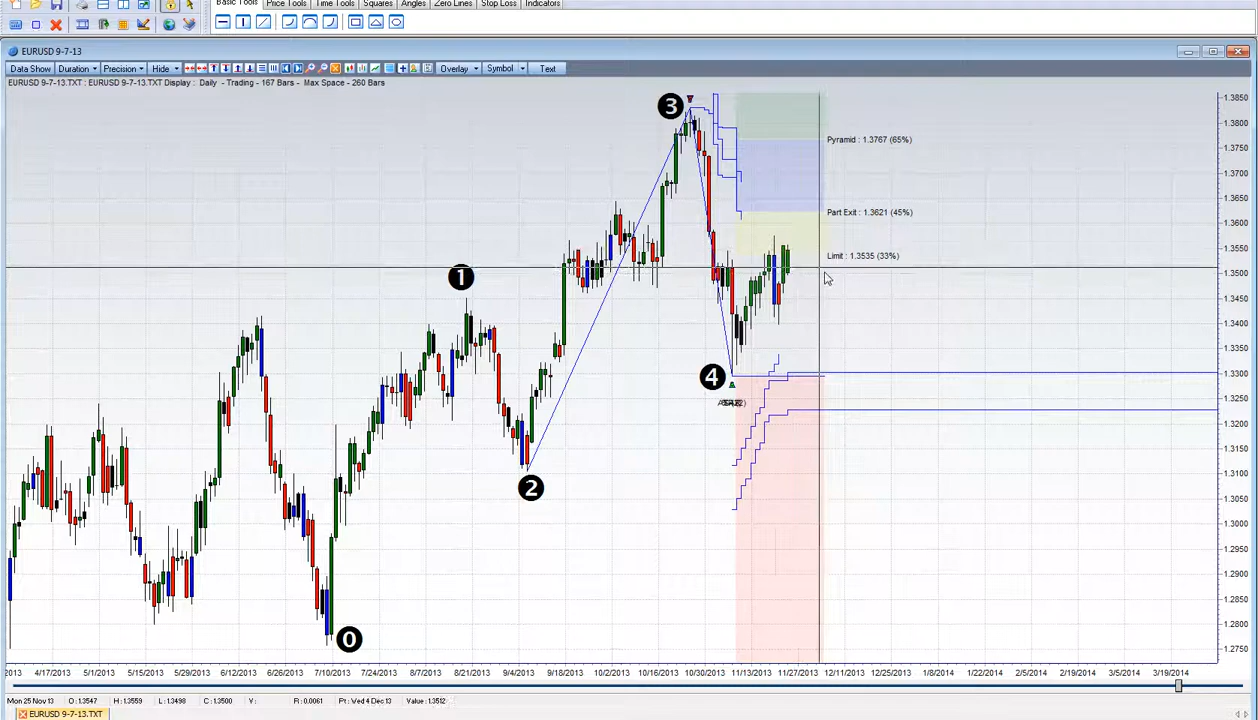 Basic Tools Price Tools Time Tools Squares Angles Zero Lines Stop Loss Indicators
EURUSD 9-7-13
Data Show Duration Precision Hide Overlay Symbol Text
EURUSD 9-7-13.TXT : EURUSD 9-7-13.TXT Display : Daily - Trading - 167 Bars - Max Space - 260 Bars
1.3850
3
1.3800
Pyramid : 1.3767 (65%)
1.3750
1.3700
1.3650
Part Exit : 1.3621 (45%)
1.3600
1.3550
Limit : 1.3535 (33%)
1
1.3500
1.3450
1.3400
1.3350
4
1.3300
1.3250
1.3200
1.3150
2
1.3100
1.3050
1.3000
1.2950
1.2900
1.2850
1.2800
0
1.2750
2013 4/17/2013 5/1/2013 5/15/2013 5/29/2013 6/12/2013 6/26/2013 7/10/2013 7/24/2013 8/7/2013 8/21/2013 9/4/2013 9/18/2013 10/2/2013 10/16/2013 10/30/2013 11/13/2013 11/27/2013 12/11/2013 12/25/2013 1/8/2014 1/22/2014 2/5/2014 2/19/2014 3/5/2014 3/19/2014
Mon 25 Nov 13 O:1.3547 H:1.3559 L:1.3498 C:1.3500 V: R:0.0061 Pt: Wed 4 Dec 13 Value :1.3512
EURUSD 9-7-13.TXT